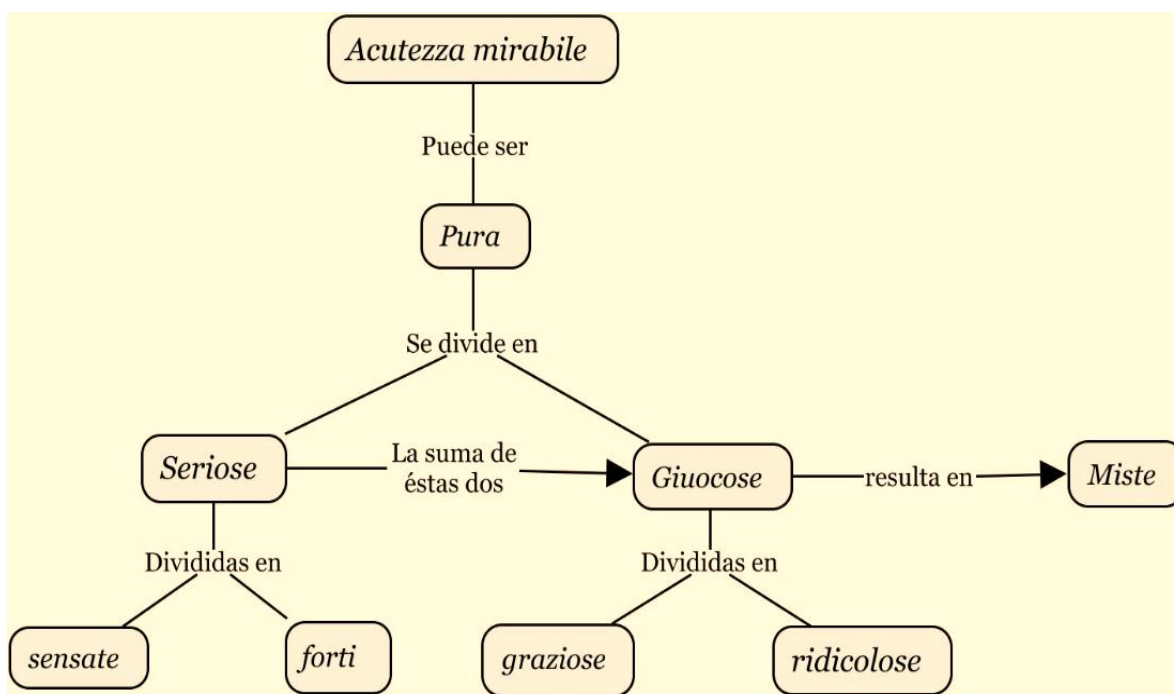 Acutezza mirabile
Puede ser
Pura
Se divide en
Seriose
La suma de
éstas dos
Giuocose
resulta en
Miste
Divididas en
Divididas en
sensate
forti
graziose
ridicolose